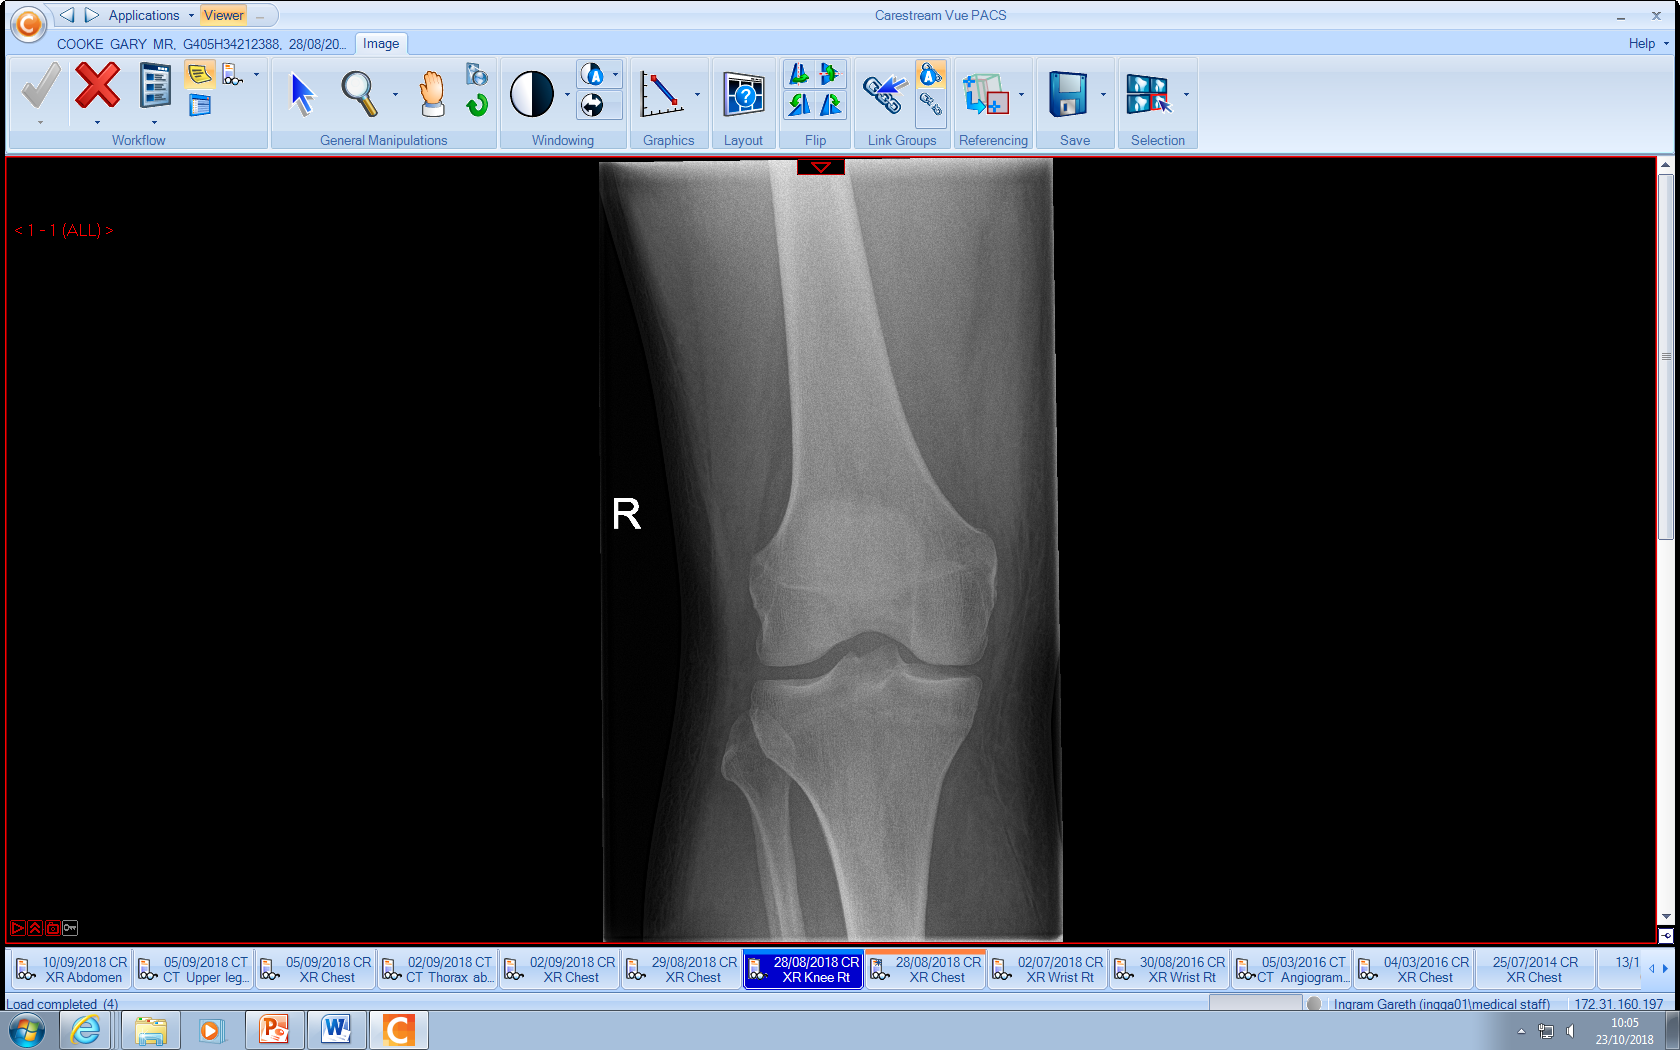 Applications Viewer Carestream Vue PACS
COOKE GARY MR, G405H34212388, 28/08/20... Image Help
Workflow General Manipulations Windowing Graphics Layout Flip Link Groups Referencing Save Selection
< 1 - 1 (ALL) >
R
10/09/2018 CR 05/09/2018 CT 05/09/2018 CR 02/09/2018 CT 02/09/2018 CR 29/08/2018 CR 28/08/2018 CR 28/08/2018 CR 02/07/2018 CR 30/08/2016 CR 05/03/2016 CT 04/03/2016 CR 25/07/2014 CR 13/1
XR Abdomen CT Upper leg... XR Chest CT Thorax ab... XR Chest XR Chest XR Knee Rt XR Chest XR Wrist Rt XR Wrist Rt CT Angiogram... XR Chest XR Chest
Load completed (4) Ingram Gareth (ingga01\medical staff) 172.31.160.197
10:05
23/10/2018